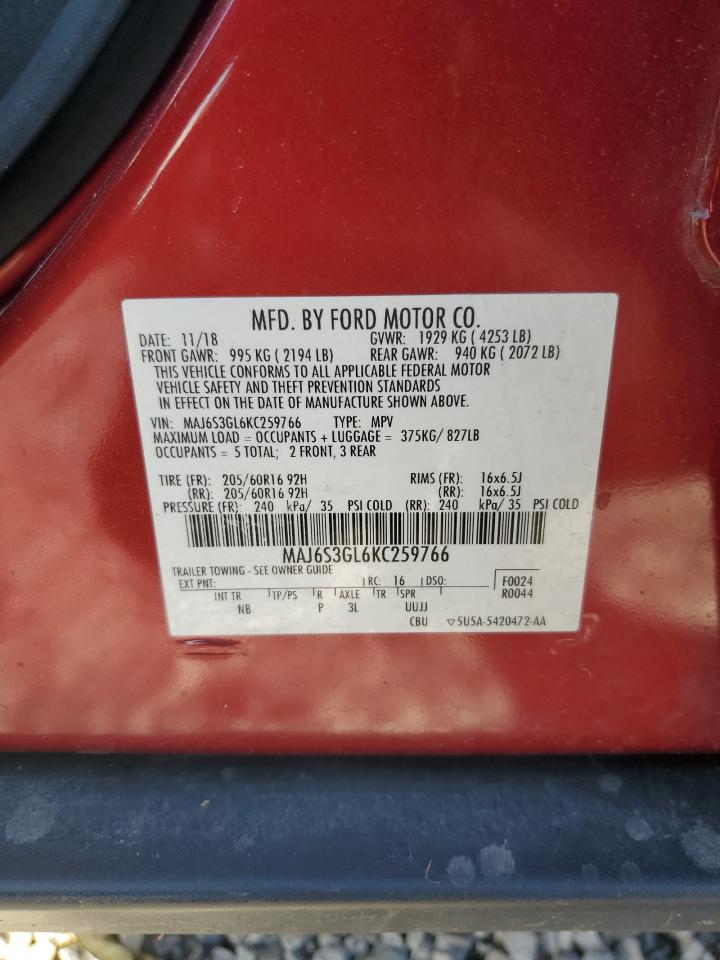 MFD. BY FORD MOTOR CO.
DATE: 11/18 GVWR: 1929 KG ( 4253 LB)
FRONT GAWR: 995 KG ( 2194 LB) REAR GAWR: 940 KG ( 2072 LB)
THIS VEHICLE CONFORMS TO ALL APPLICABLE FEDERAL MOTOR
VEHICLE SAFETY AND THEFT PREVENTION STANDARDS
IN EFFECT ON THE DATE OF MANUFACTURE SHOWN ABOVE.
VIN: MAJ6S3GL6KC259766 TYPE: MPV
MAXIMUM LOAD = OCCUPANTS + LUGGAGE = 375KG/ 827LB
OCCUPANTS = 5 TOTAL; 2 FRONT, 3 REAR
TIRE (FR): 205/60R16 92H RIMS (FR): 16x6.5J
(RR): 205/60R16 92H (RR): 16x6.5J
PRESSURE (FR): 240 kPa/ 35 PSI COLD (RR): 240 kPa/ 35 PSI COLD
MAJ6S3GL6KC259766
TRAILER TOWING - SEE OWNER GUIDE
EXT PNT: RC: 16 DSO: F0024
INT TR TP/PS R AXLE TR SPR R0044
NB P 3L UUJJ
CBU ▽5U5A-5420472-AA